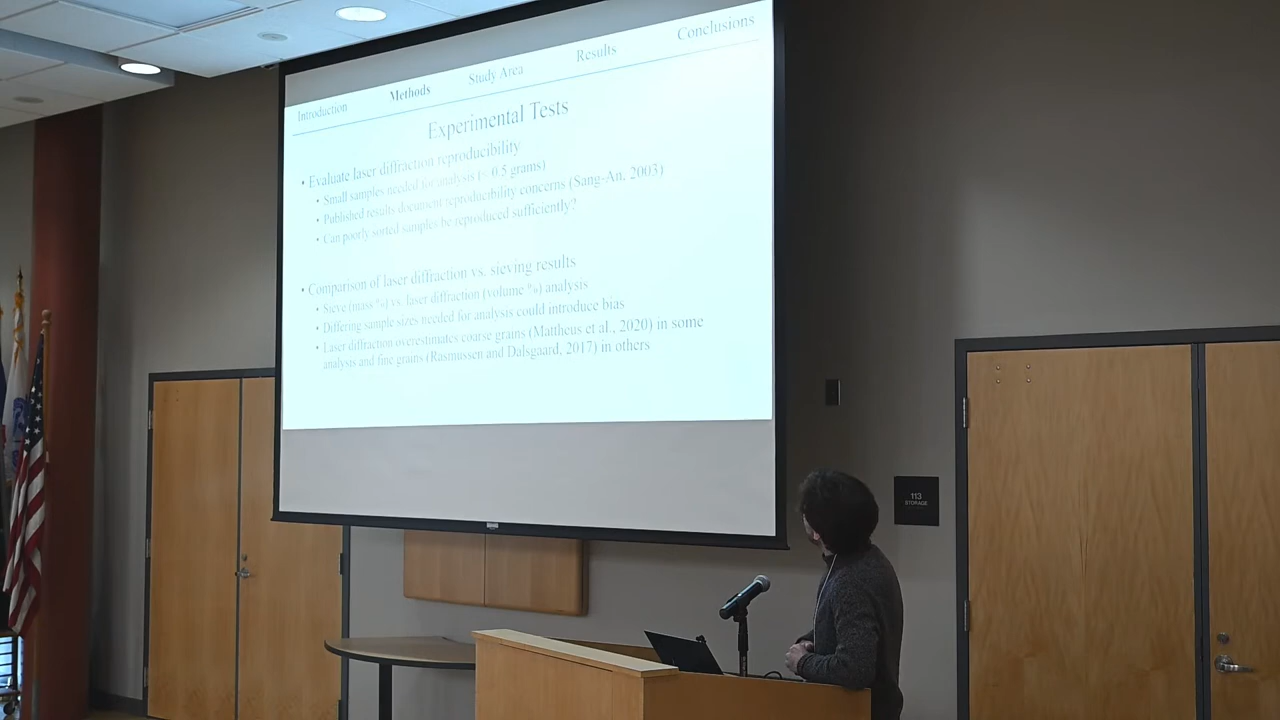 Introduction Methods Study Area Results Conclusions
Experimental Tests
• Evaluate laser diffraction reproducibility
• Small samples needed for analysis (< 0.5 grams)
• Published results document reproducibility concerns (Sang-An, 2003)
• Can poorly sorted samples be reproduced sufficiently?
• Comparison of laser diffraction vs. sieving results
• Sieve (mass %) vs. laser diffraction (volume %) analysis
• Differing sample sizes needed for analysis could introduce bias
• Laser diffraction overestimates coarse grains (Mattheus et al., 2020) in some
analysis and fine grains (Rasmussen and Dalsgaard, 2017) in others
113
STORAGE